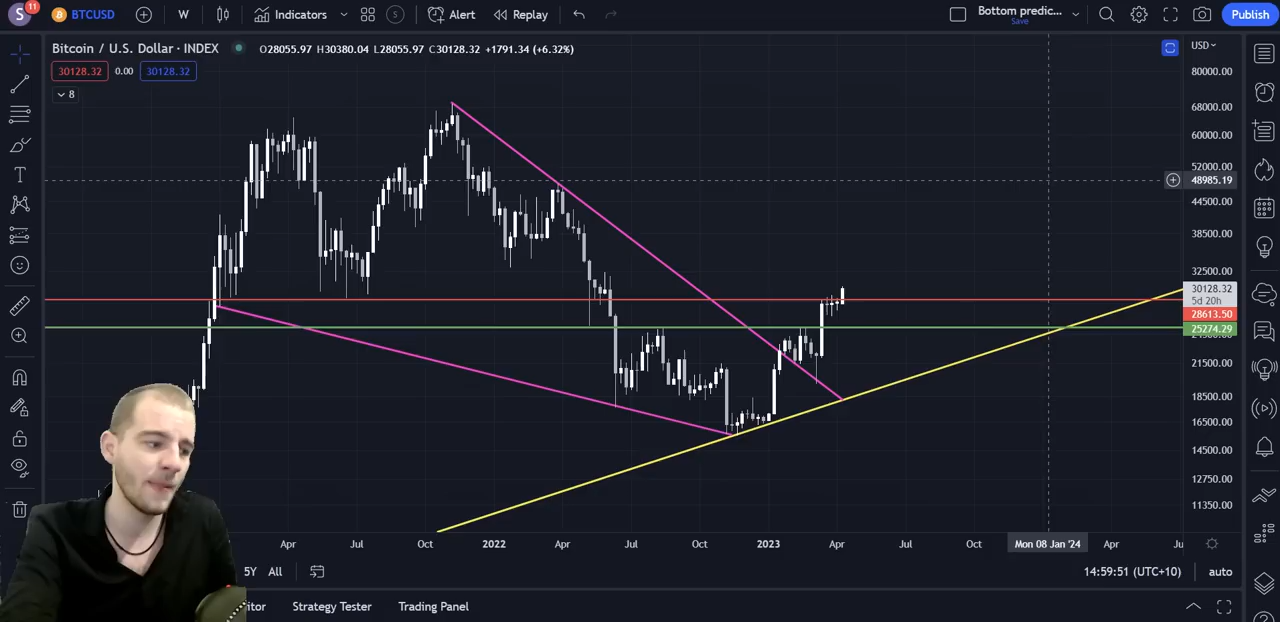 S 11 BTCUSD W Indicators S Alert Replay Bottom predic... Save Publish
Bitcoin / U.S. Dollar · INDEX O28055.97 H30380.04 L28055.97 C30128.32 +1791.34 (+6.32%)
USD
30128.32 0.00 30128.32
8
80000.00
68000.00
60000.00
52000.00
48985.19
44500.00
38500.00
32500.00
30128.32
5d 20h
28613.50
25274.29
21500.00
18500.00
16500.00
14500.00
12750.00
11350.00
Apr Jul Oct 2022 Apr Jul Oct 2023 Apr Jul Oct Mon 08 Jan '24 Apr Ju
5Y All 14:59:51 (UTC+10) auto
itor Strategy Tester Trading Panel